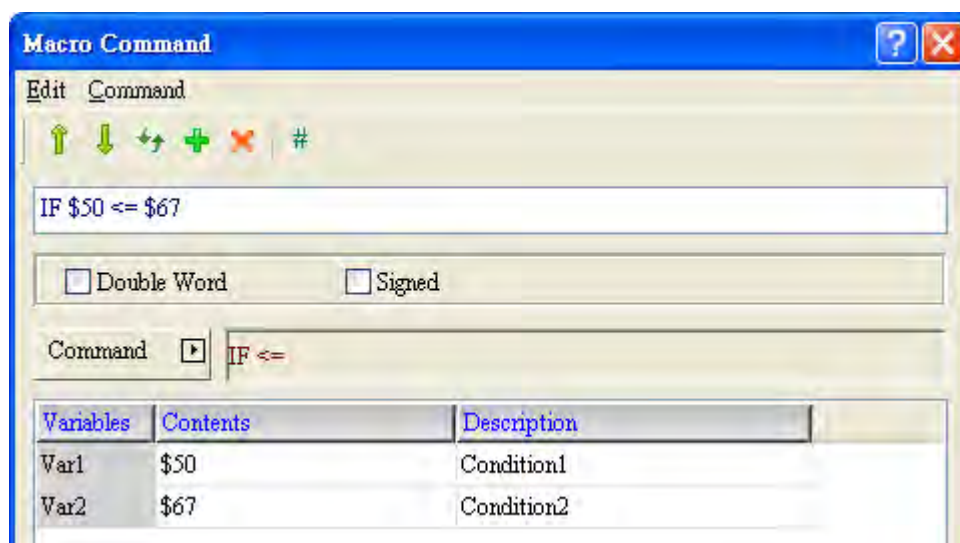 Macro Command
Edit Command
#
IF $50 <= $67
Double Word Signed
Command IF <=
Variables Contents Description
Var1 $50 Condition1
Var2 $67 Condition2